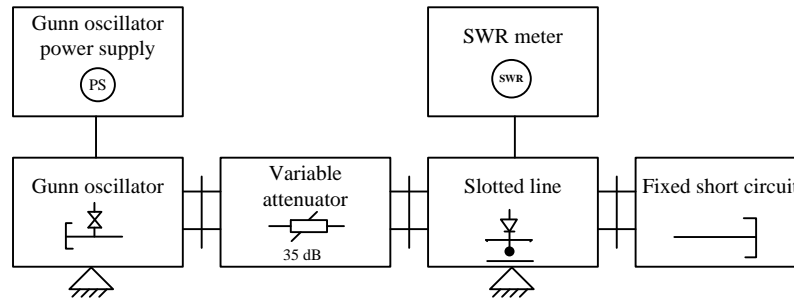 Gunn oscillator
power supply
PS
SWR meter
SWR
Gunn oscillator
Variable
attenuator
35 dB
Slotted line
Fixed short circuit